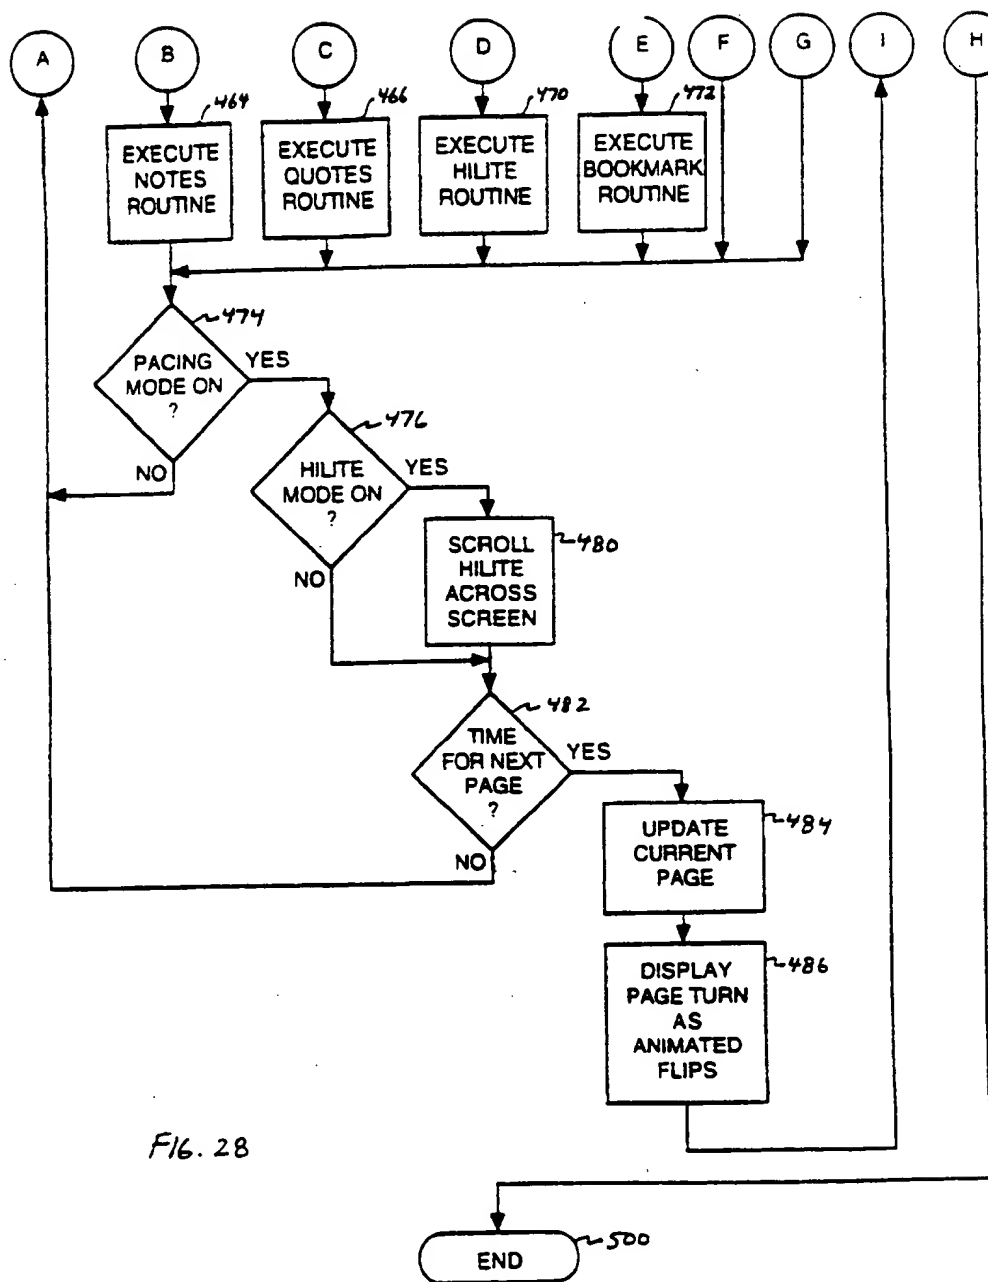 A
B
C
D
E
F
G
I
H
464
466
470
472
EXECUTE
NOTES
ROUTINE
EXECUTE
QUOTES
ROUTINE
EXECUTE
HILITE
ROUTINE
EXECUTE
BOOKMARK
ROUTINE
474
PACING
MODE ON
?
YES
NO
476
HILITE
MODE ON
?
YES
NO
480
SCROLL
HILITE
ACROSS
SCREEN
482
TIME
FOR NEXT
PAGE
?
YES
NO
484
UPDATE
CURRENT
PAGE
486
DISPLAY
PAGE TURN
AS
ANIMATED
FLIPS
FIG. 28
500
END